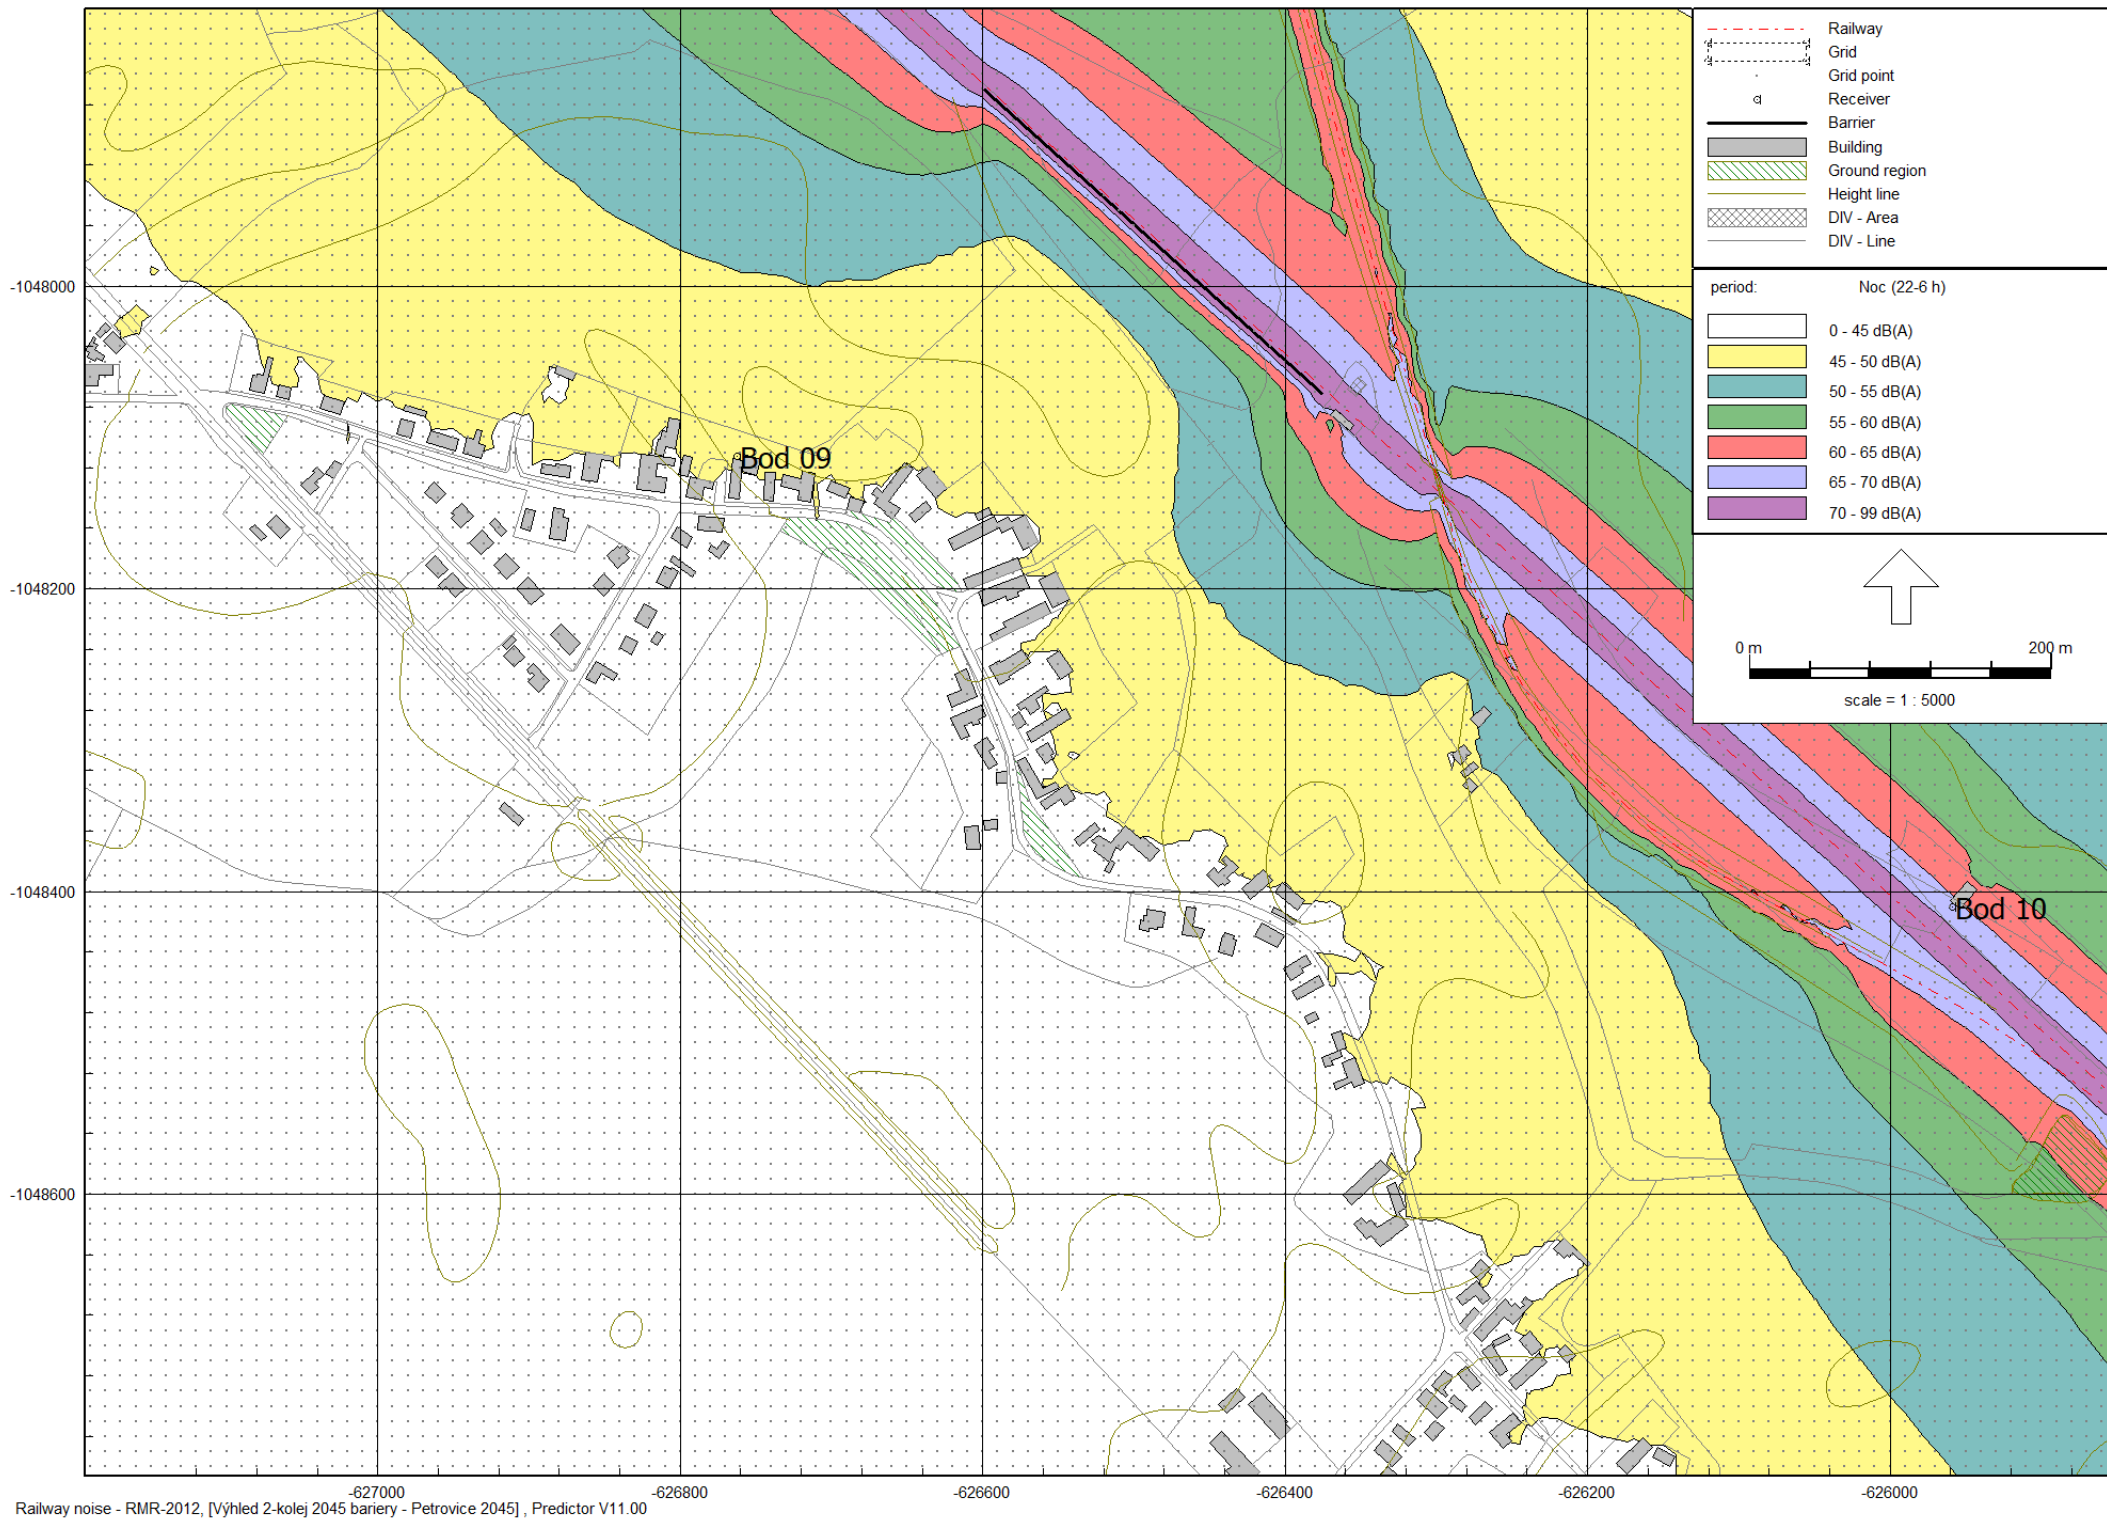 Railway
Grid
Grid point
Receiver
Barrier
Building
Ground region
Height line
DIV - Area
DIV - Line
period: Noc (22-6 h)
0 - 45 dB(A)
45 - 50 dB(A)
50 - 55 dB(A)
55 - 60 dB(A)
60 - 65 dB(A)
65 - 70 dB(A)
70 - 99 dB(A)
0 m 200 m
scale = 1 : 5000
-1048000
Bod 09
-1048200
-1048400
Bod 10
-1048600
-627000 -626800 -626600 -626400 -626200 -626000
Railway noise - RMR-2012, [Výhled 2-kolej 2045 bariery - Petrovice 2045] , Predictor V11.00